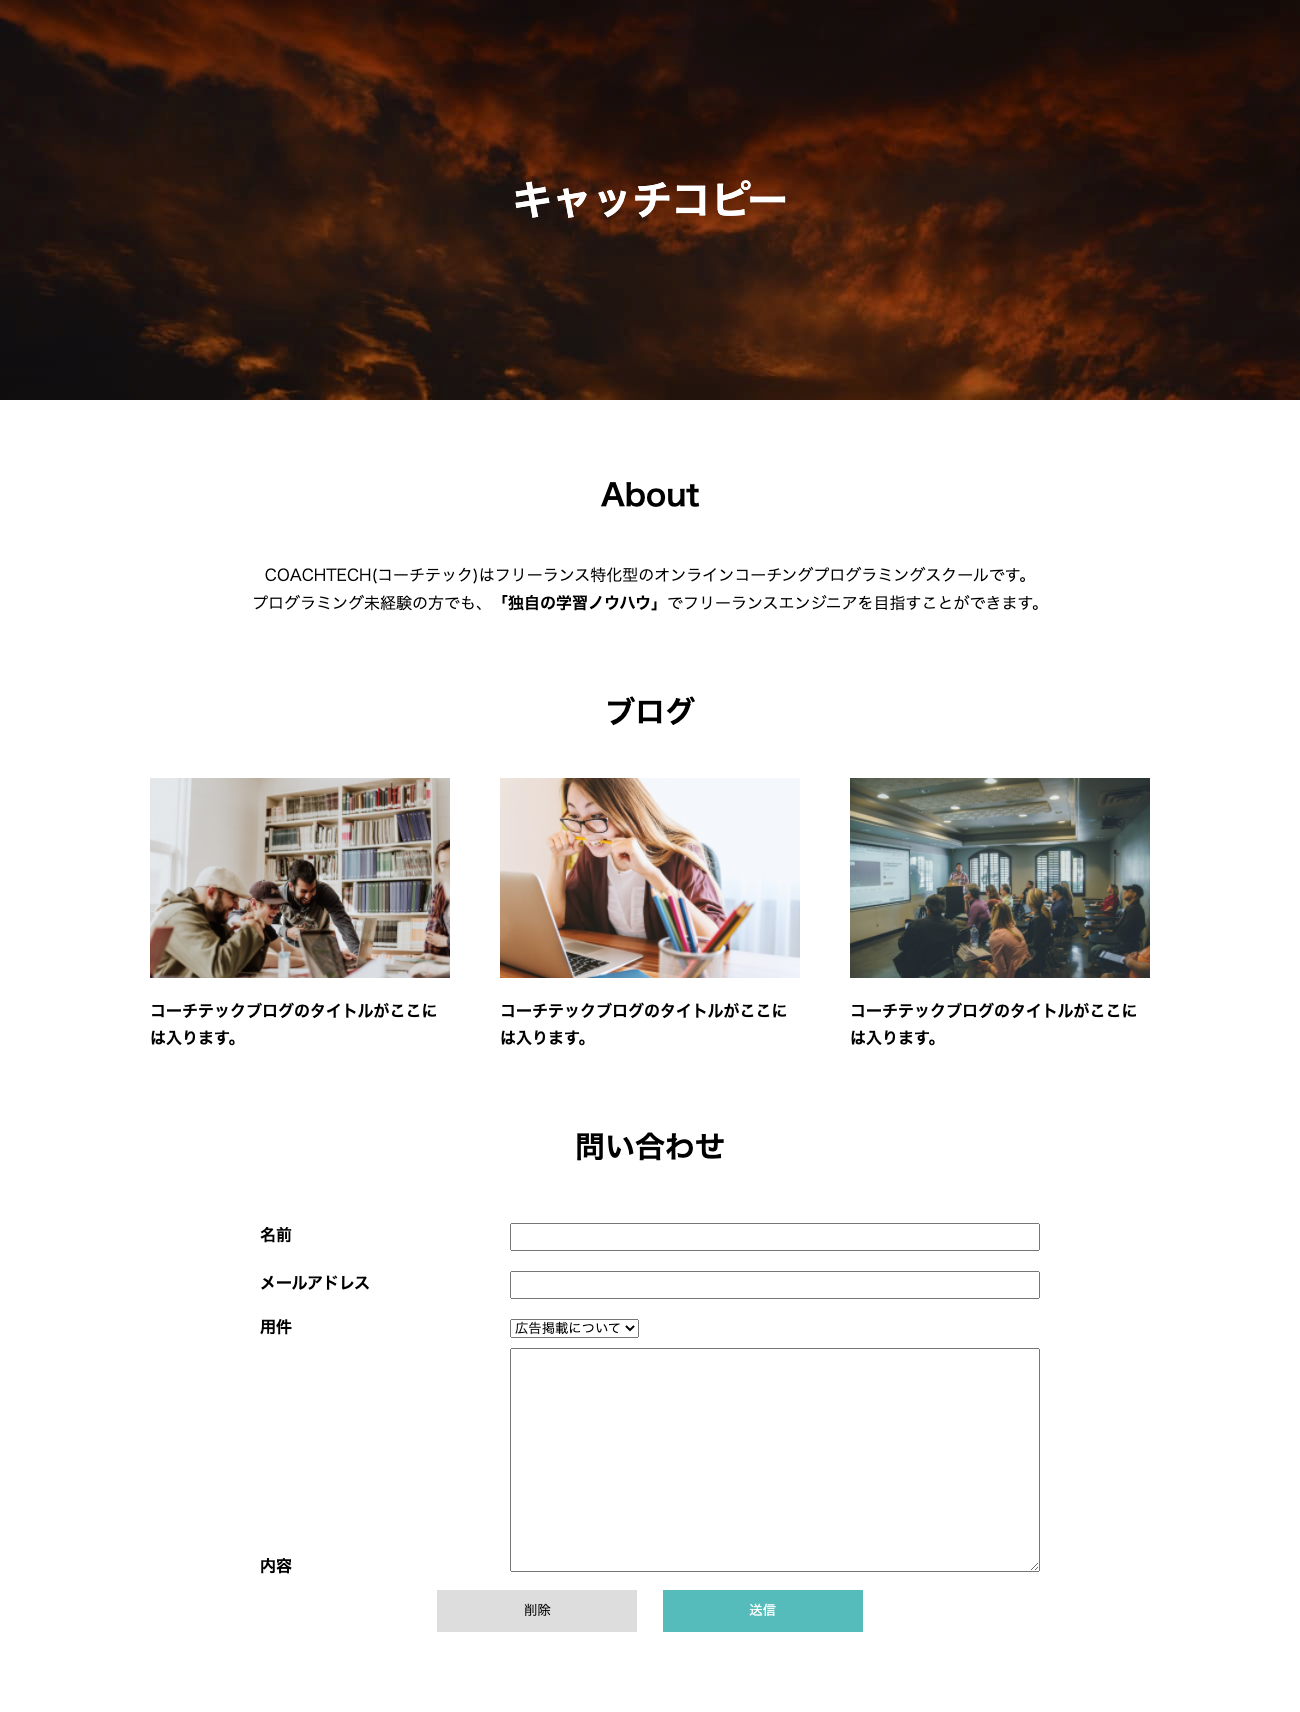 キャッチコピー
About
COACHTECH(コーチテック)はフリーランス特化型のオンラインコーチングプログラミングスクールです。
プログラミング未経験の方でも、「独自の学習ノウハウ」でフリーランスエンジニアを目指すことができます。
ブログ
コーチテックブログのタイトルがここに
は入ります。
コーチテックブログのタイトルがここに
は入ります。
コーチテックブログのタイトルがここに
は入ります。
問い合わせ
名前
メールアドレス
用件
広告掲載について
内容
削除
送信